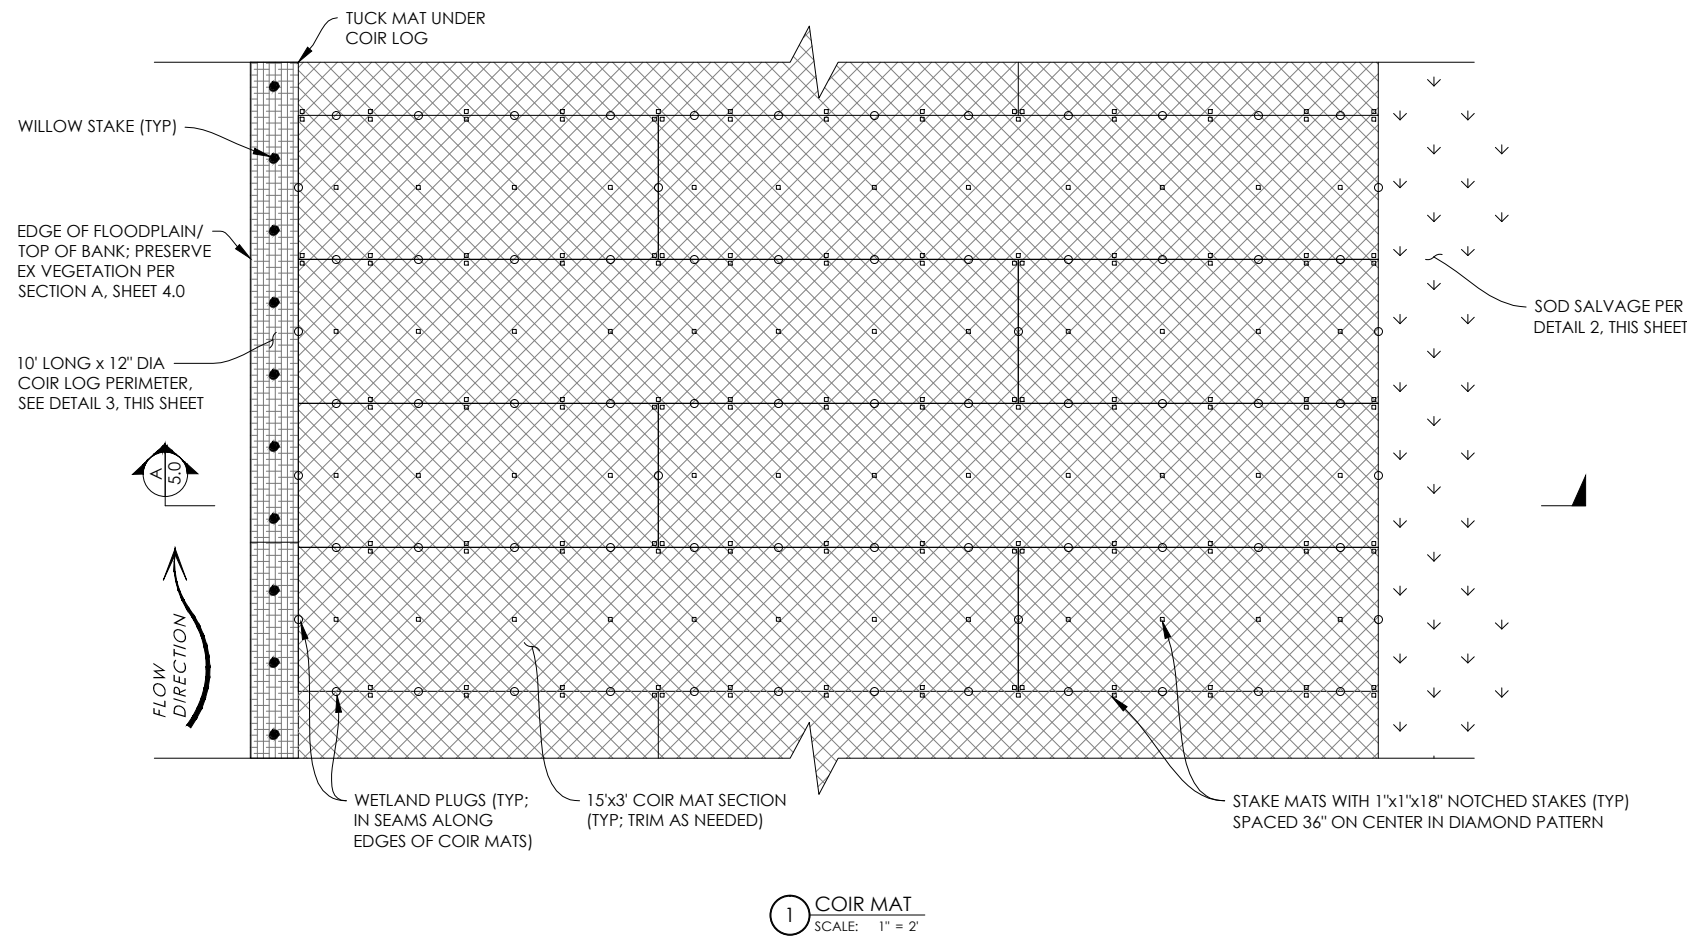 TUCK MAT UNDER
COIR LOG
WILLOW STAKE (TYP)
EDGE OF FLOODPLAIN/
TOP OF BANK; PRESERVE
EX VEGETATION PER
SECTION A, SHEET 4.0
10' LONG x 12" DIA
COIR LOG PERIMETER,
SEE DETAIL 3, THIS SHEET
SOD SALVAGE PER
DETAIL 2, THIS SHEET
A
5.0
FLOW
DIRECTION
WETLAND PLUGS (TYP;
IN SEAMS ALONG
EDGES OF COIR MATS)
15'x3' COIR MAT SECTION
(TYP; TRIM AS NEEDED)
STAKE MATS WITH 1"x1"x18" NOTCHED STAKES (TYP)
SPACED 36" ON CENTER IN DIAMOND PATTERN
1 COIR MAT
SCALE: 1" = 2'